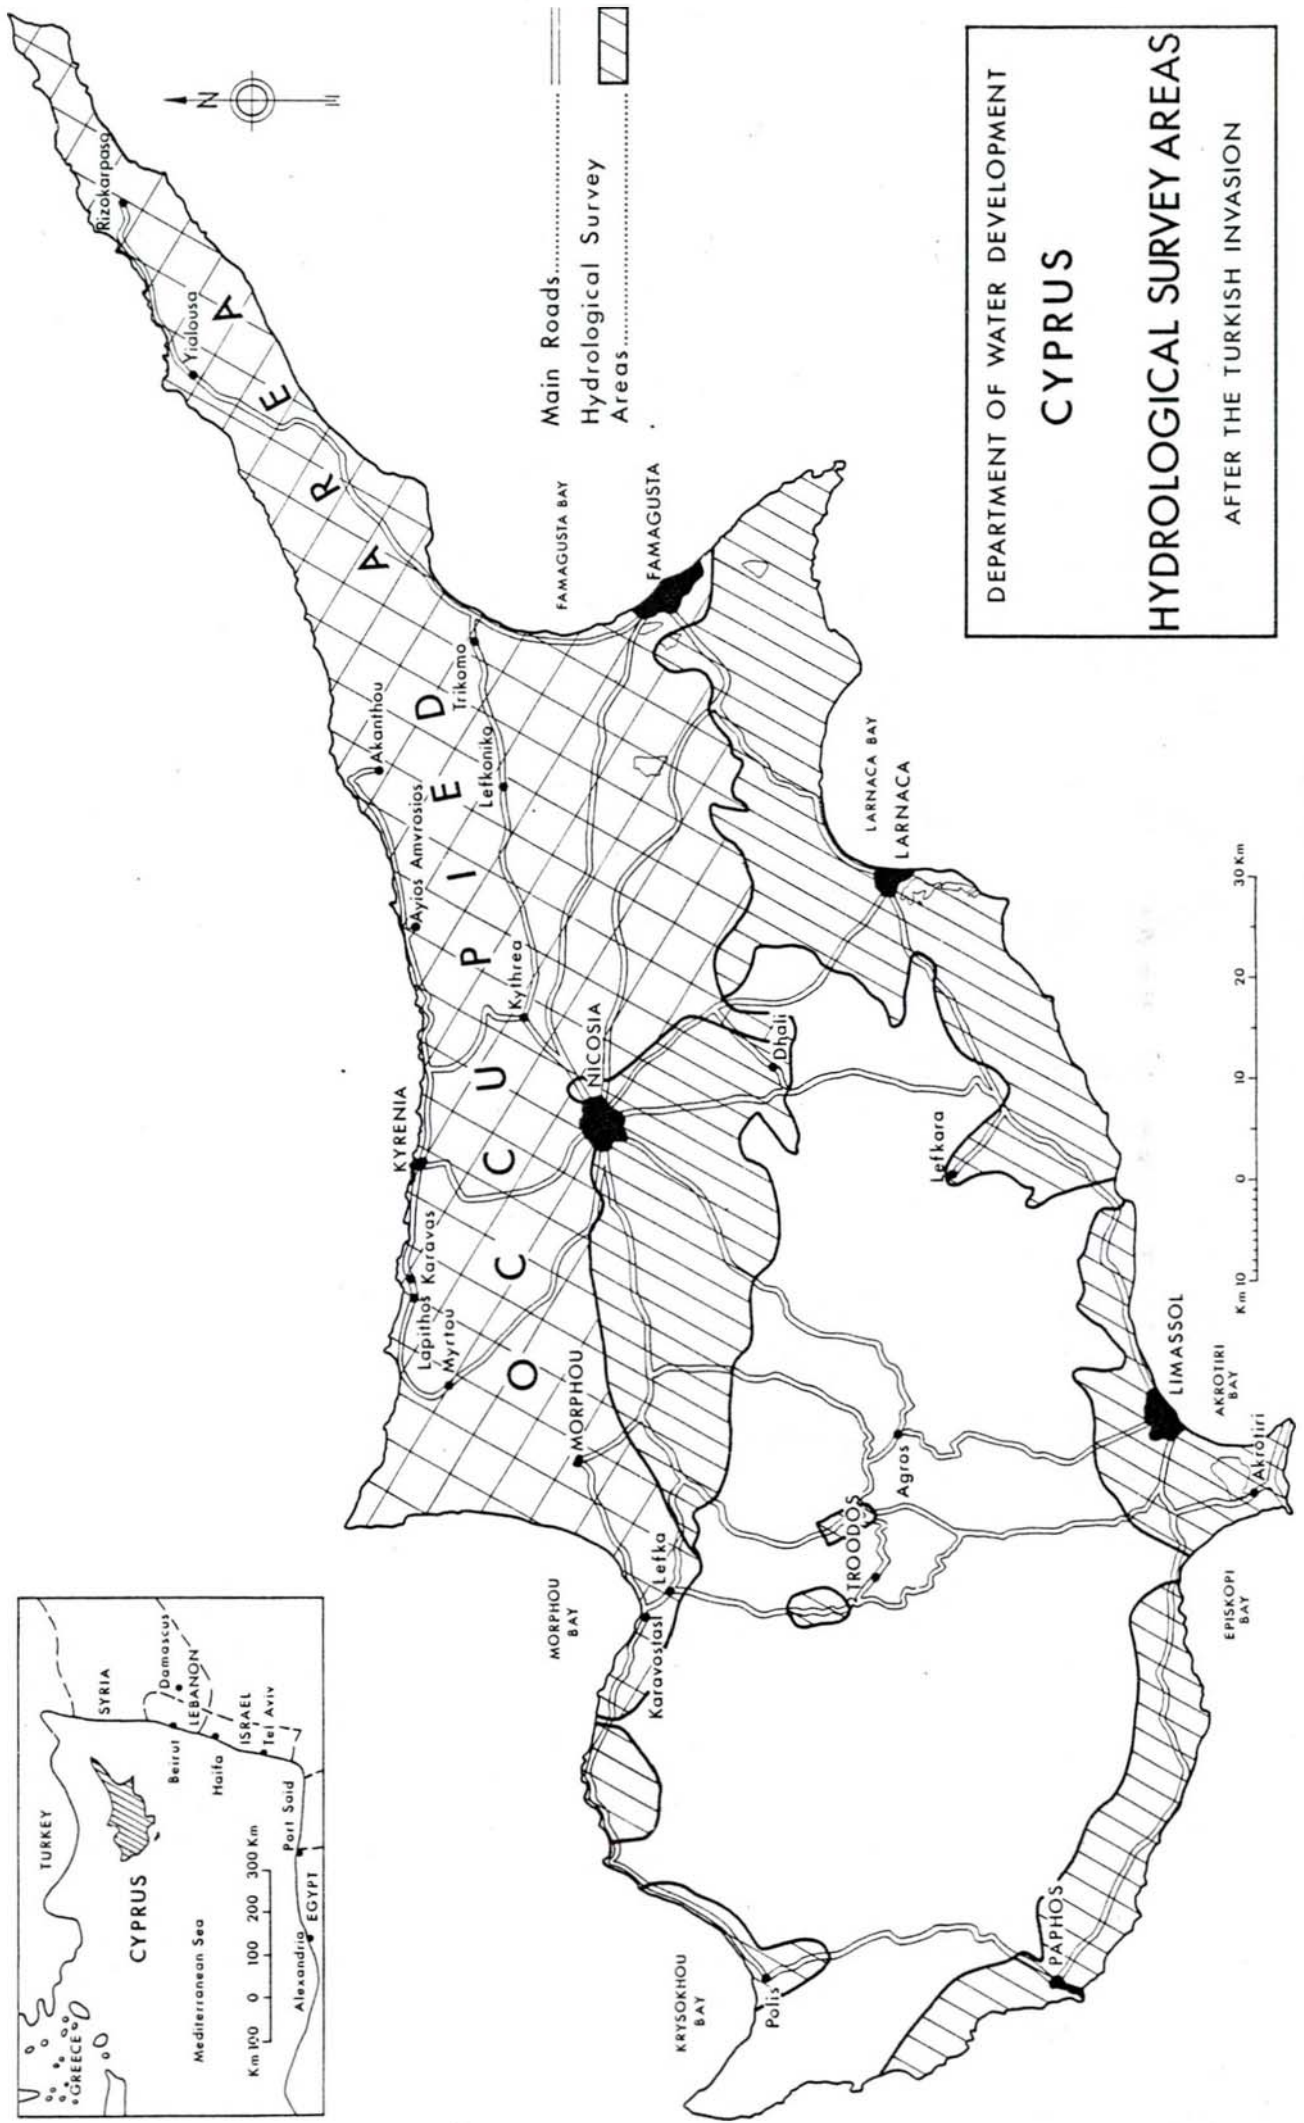 GREECE
TURKEY
CYPRUS
SYRIA
Damascus
LEBANON
Beirut
Haifa
ISRAEL
Tel Aviv
Port Said
EGYPT
Alexandria
Mediterranean Sea
Km 100 0 100 200 300 Km
N
Main Roads
Hydrological Survey
Areas
OCCUPIED AREA
Rizokarpaso
Yialousa
Akanthou
Ayios Amvrosios
Trikomo
Lefkoniko
Kythrea
KYRENIA
Karavas
Lapithos
Myrtou
MORPHOU
NICOSIA
FAMAGUSTA BAY
FAMAGUSTA
MORPHOU
BAY
Lefka
Karavostasi
Dhali
LARNACA BAY
LARNACA
Lefkara
TROODOS
Agros
KRYSOKHOU
BAY
Polis
PAPHOS
EPISKOPI
BAY
LIMASSOL
AKROTIRI
BAY
Akrotiri
Km 10 0 10 20 30 Km
DEPARTMENT OF WATER DEVELOPMENT
CYPRUS
HYDROLOGICAL SURVEY AREAS
AFTER THE TURKISH INVASION